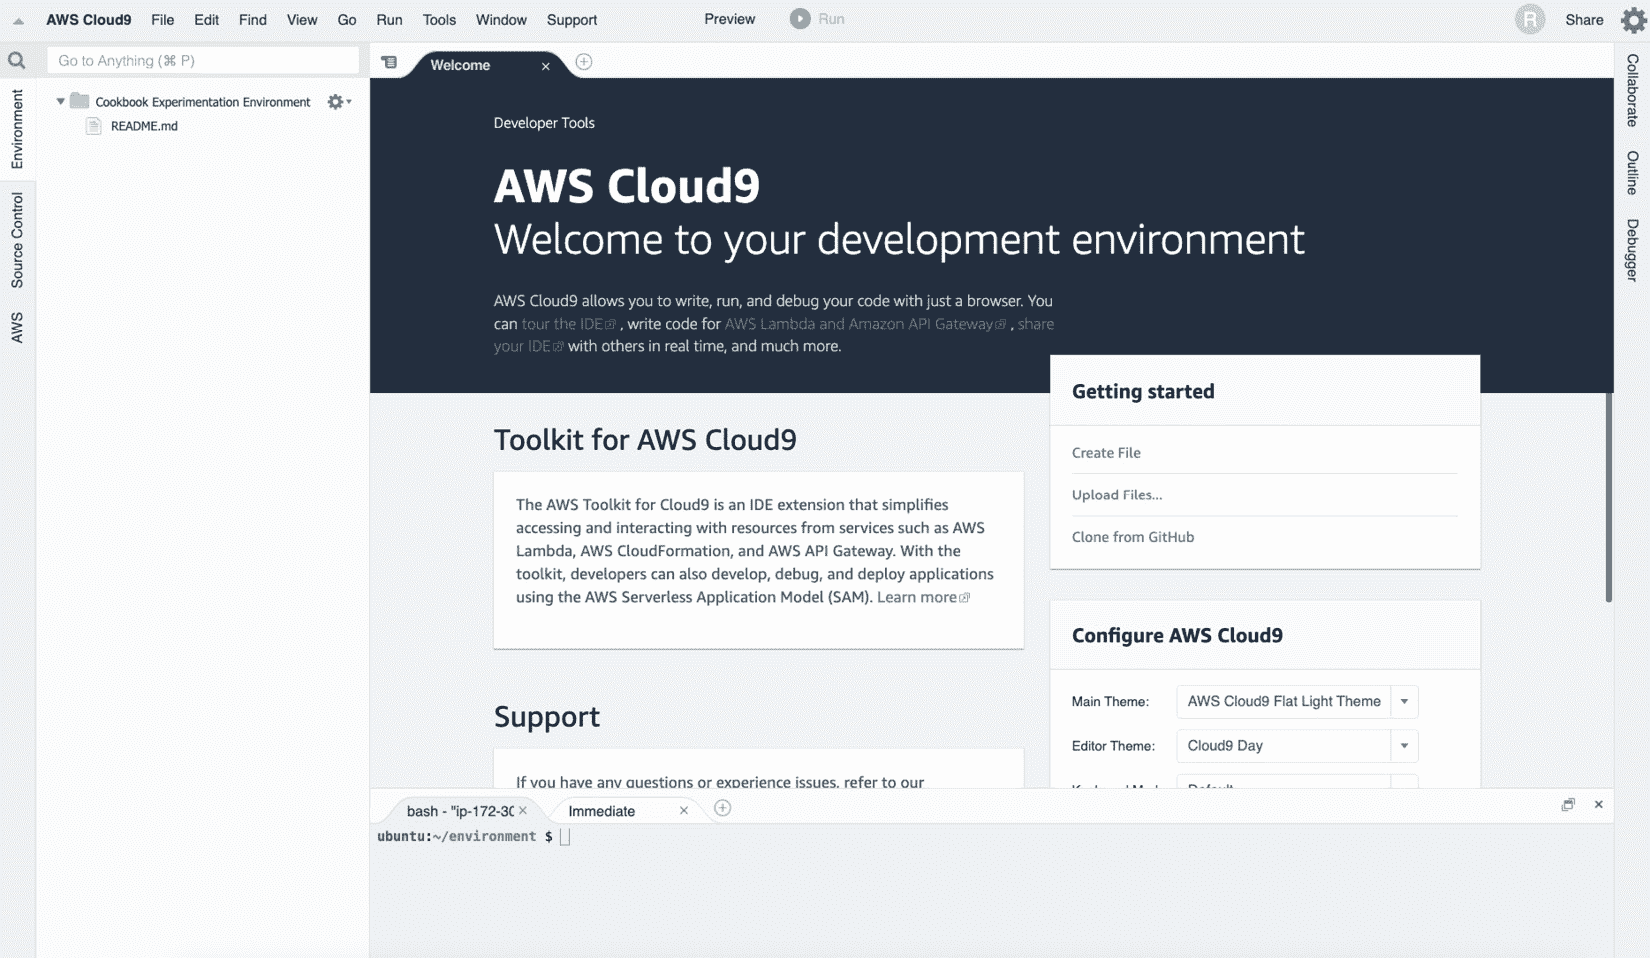 AWS Cloud9 File Edit Find View Go Run Tools Window Support Preview Run R Share
Go to Anything (⌘ P)
Welcome
Environment
Source Control
AWS
Cookbook Experimentation Environment
README.md
Developer Tools
AWS Cloud9
Welcome to your development environment
AWS Cloud9 allows you to write, run, and debug your code with just a browser. You
can tour the IDE , write code for AWS Lambda and Amazon API Gateway , share
your IDE with others in real time, and much more.
Toolkit for AWS Cloud9
The AWS Toolkit for Cloud9 is an IDE extension that simplifies
accessing and interacting with resources from services such as AWS
Lambda, AWS CloudFormation, and AWS API Gateway. With the
toolkit, developers can also develop, debug, and deploy applications
using the AWS Serverless Application Model (SAM). Learn more
Support
If you have any questions or experience issues, refer to our
Getting started
Create File
Upload Files...
Clone from GitHub
Configure AWS Cloud9
Main Theme: AWS Cloud9 Flat Light Theme
Editor Theme: Cloud9 Day
Default
Collaborate
Outline
Debugger
bash - "ip-172-30
Immediate
ubuntu:~/environment $